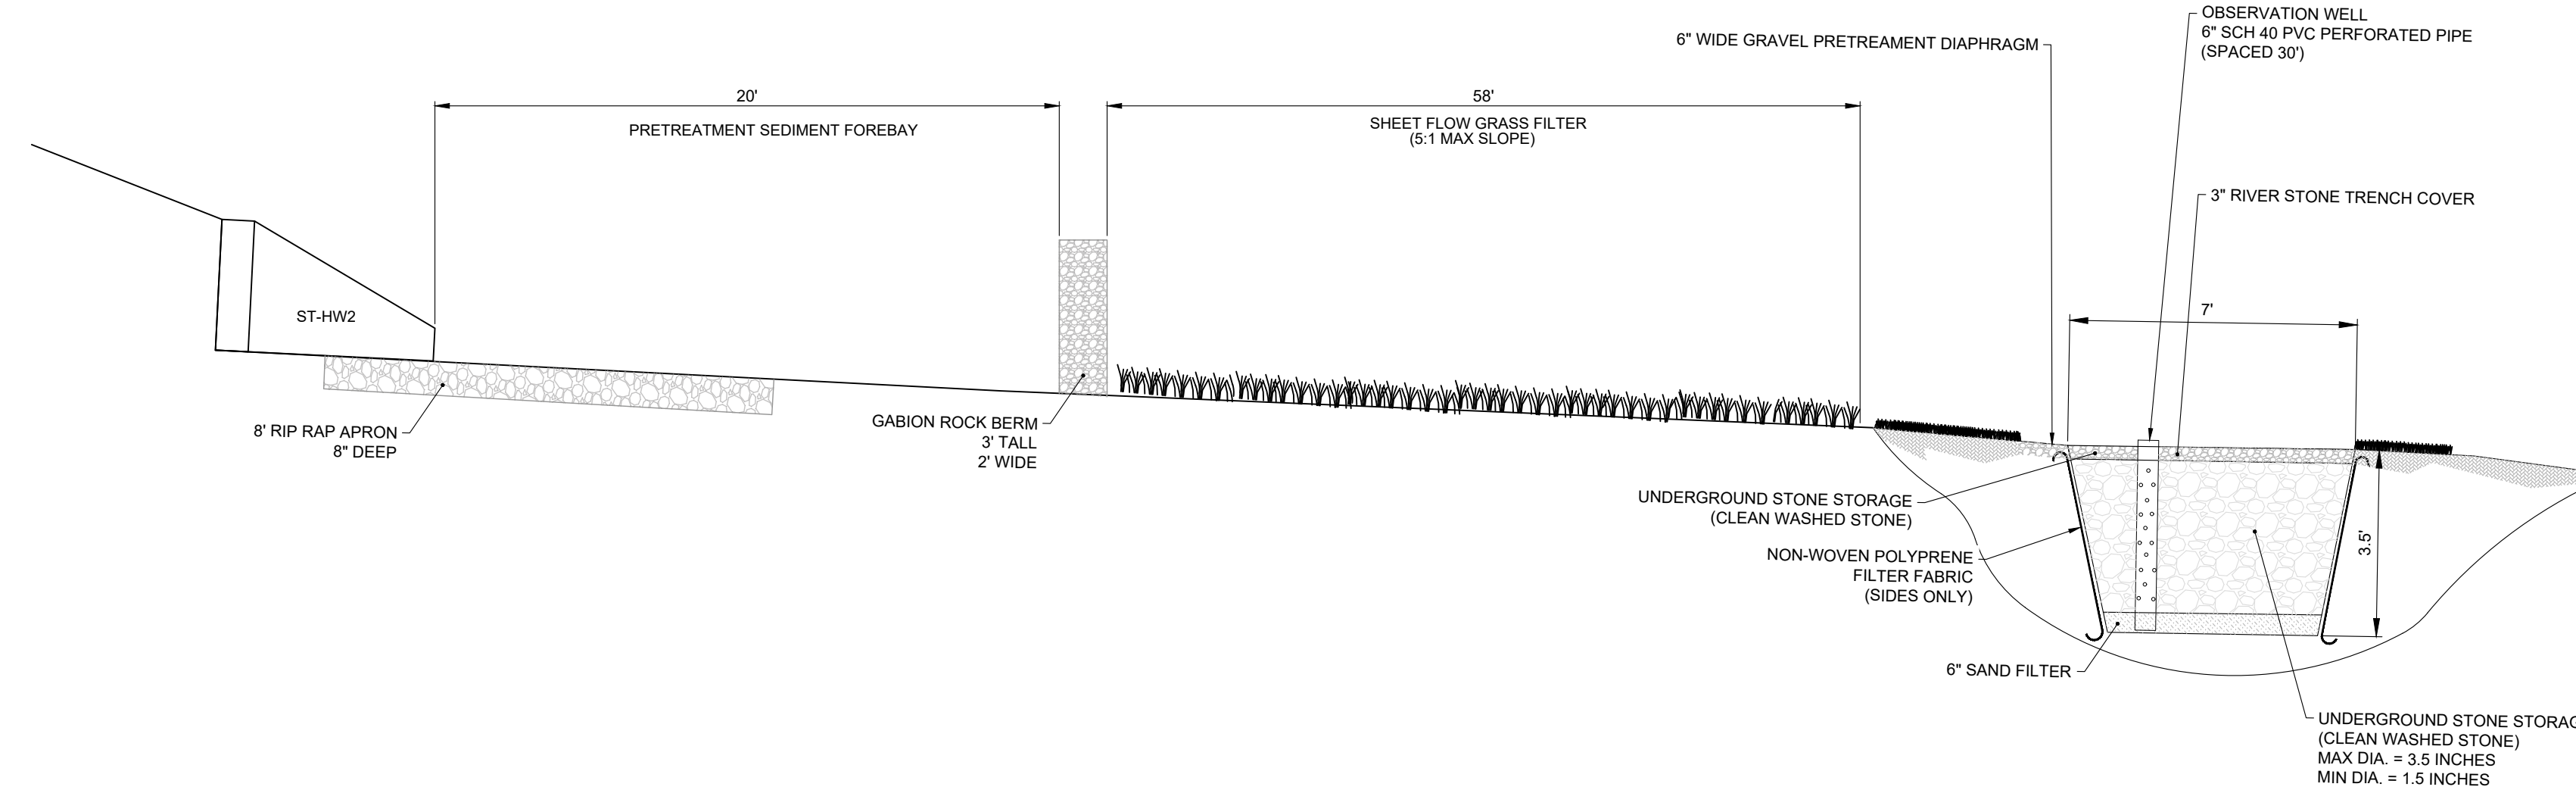 OBSERVATION WELL
6" SCH 40 PVC PERFORATED PIPE
(SPACED 30')
6" WIDE GRAVEL PRETREAMENT DIAPHRAGM
20'
58'
PRETREATMENT SEDIMENT FOREBAY
SHEET FLOW GRASS FILTER
(5:1 MAX SLOPE)
3" RIVER STONE TRENCH COVER
ST-HW2
7'
8' RIP RAP APRON
8" DEEP
GABION ROCK BERM
3' TALL
2' WIDE
UNDERGROUND STONE STORAGE
(CLEAN WASHED STONE)
NON-WOVEN POLYPRENE
FILTER FABRIC
(SIDES ONLY)
3.5'
6" SAND FILTER
UNDERGROUND STONE STORAG
(CLEAN WASHED STONE)
MAX DIA. = 3.5 INCHES
MIN DIA. = 1.5 INCHES